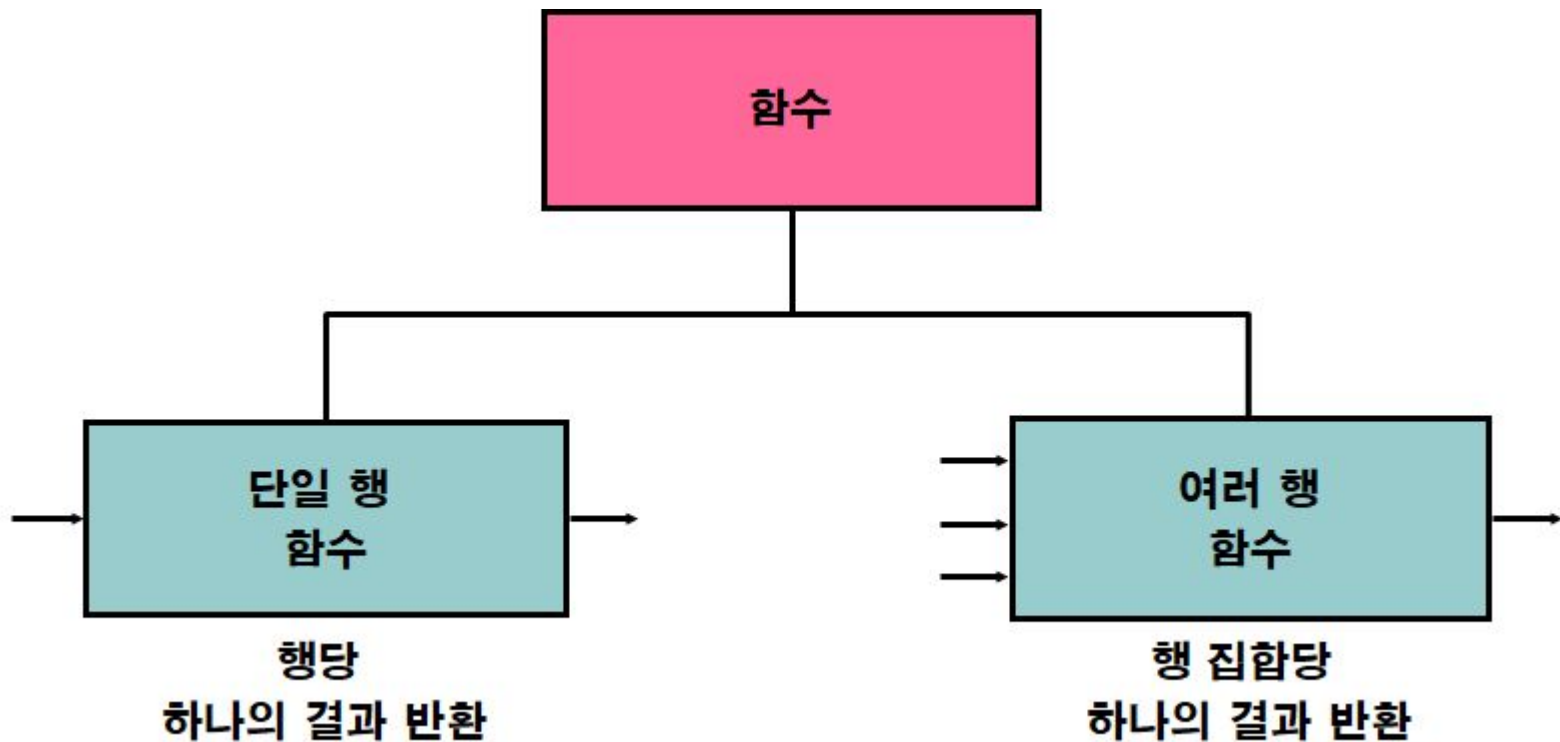 함수
단일 행
함수
행당
하나의 결과 반환
여러 행
함수
행 집합당
하나의 결과 반환